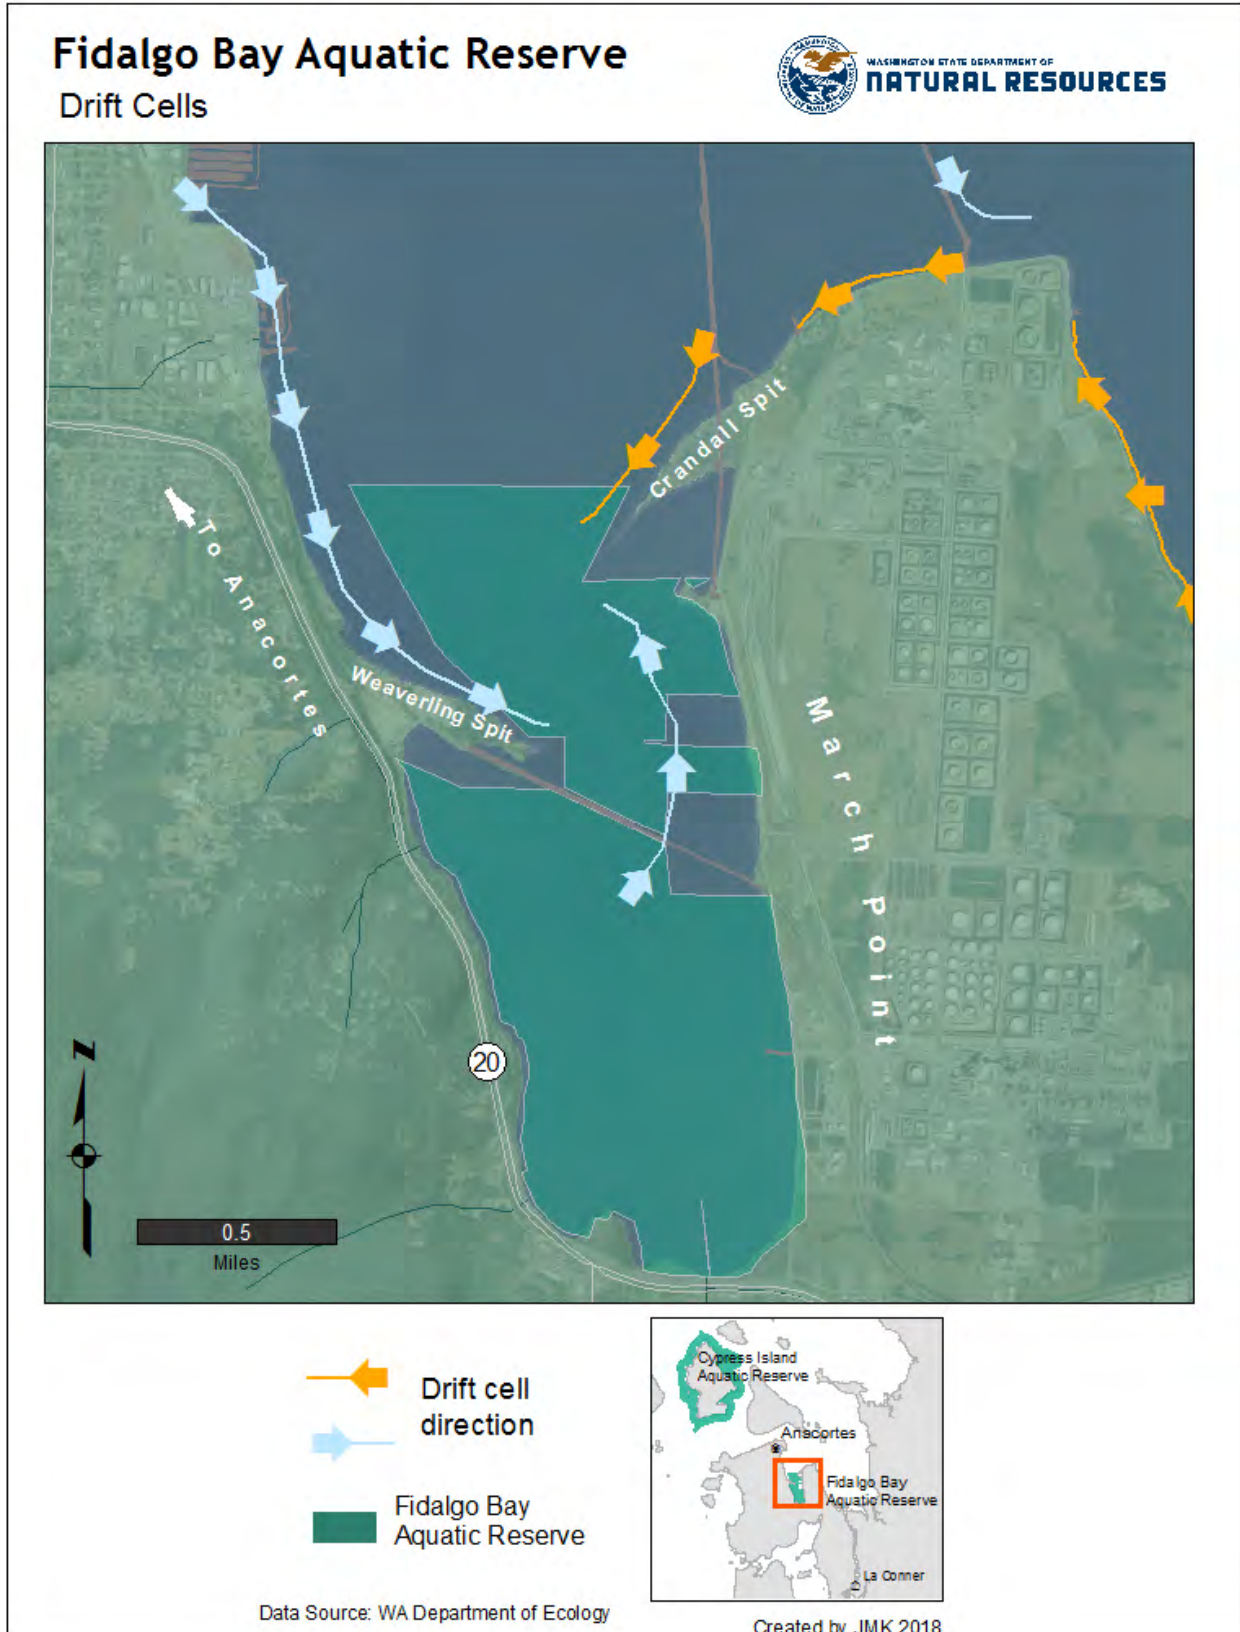 Fidalgo Bay Aquatic Reserve
Drift Cells
WASHINGTON STATE DEPARTMENT OF
NATURAL RESOURCES
Crandall Spit
To Anacortes
Weaverling Spit
March Point
20
N
0.5
Miles
Drift cell
direction
Fidalgo Bay
Aquatic Reserve
Cypress Island
Aquatic Reserve
Anacortes
Fidalgo Bay
Aquatic Reserve
La Conner
Data Source: WA Department of Ecology
Created by JMK 2018